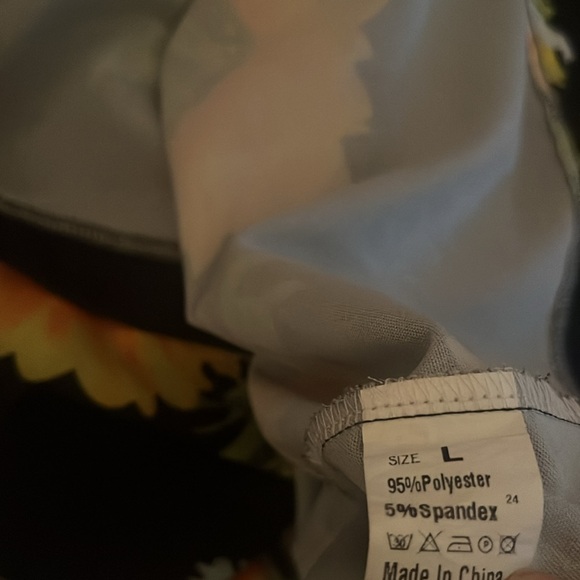 SIZE L
95%Polyester
5%Spandex 24
Made In China